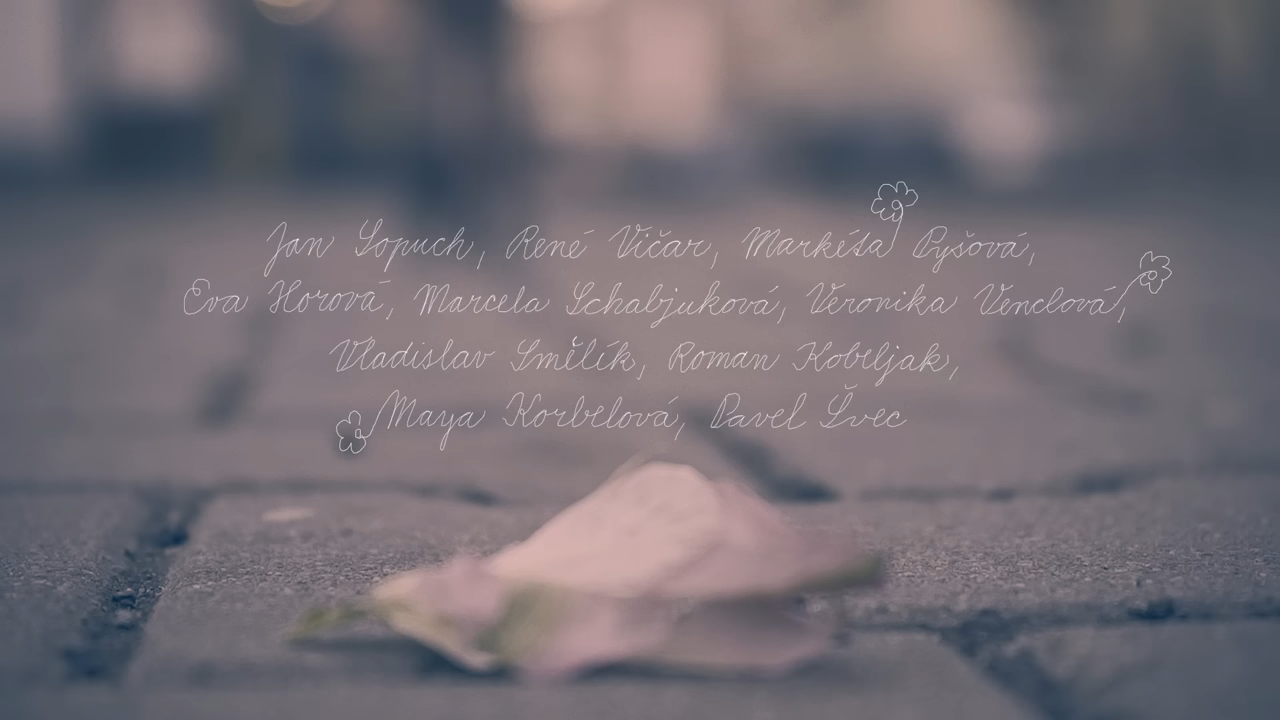 Jan Sopuch, René Vičar, Markéta Pyšová,
Eva Horová, Marcela Schabjuková, Veronika Venclová,
Vladislav Smělík, Roman Kobeljak,
Maya Korbelová, Pavel Švec